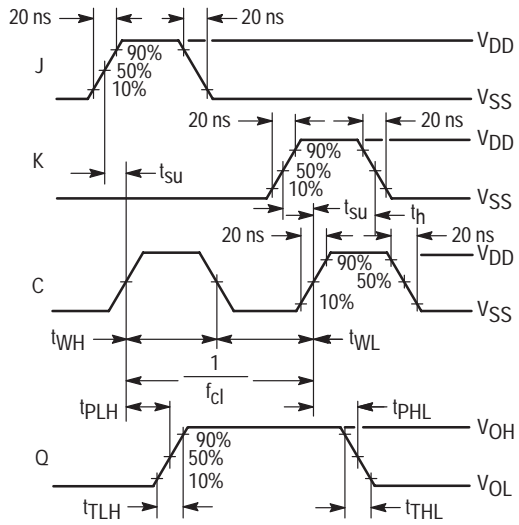 20 ns 20 ns VDD
J 90%
50%
10% VSS
20 ns 20 ns VDD
K 90%
tsu 50%
10% VSS
tsu th
20 ns 20 ns
90% VDD
C 50%
10% VSS
tWH tWL
1
fcl
tPLH tPHL
90% VOH
Q 50%
10% VOL
tTLH tTHL